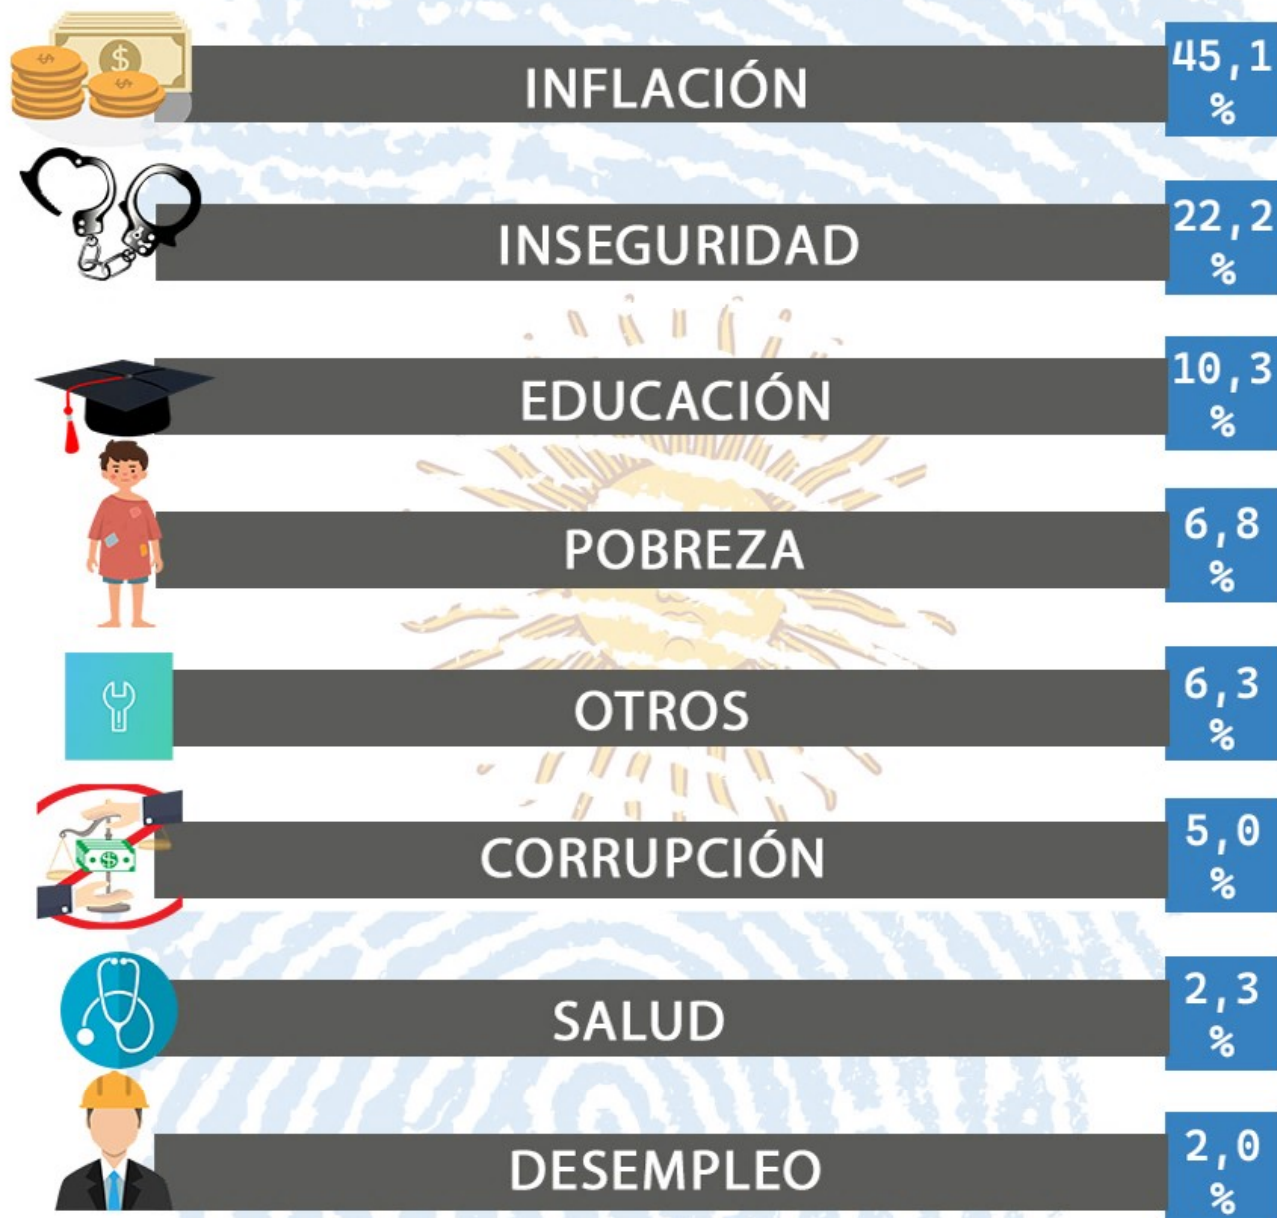 INFLACIÓN
45,1
%
INSEGURIDAD
22,2
%
EDUCACIÓN
10,3
%
POBREZA
6,8
%
OTROS
6,3
%
CORRUPCIÓN
5,0
%
SALUD
2,3
%
DESEMPLEO
2,0
%